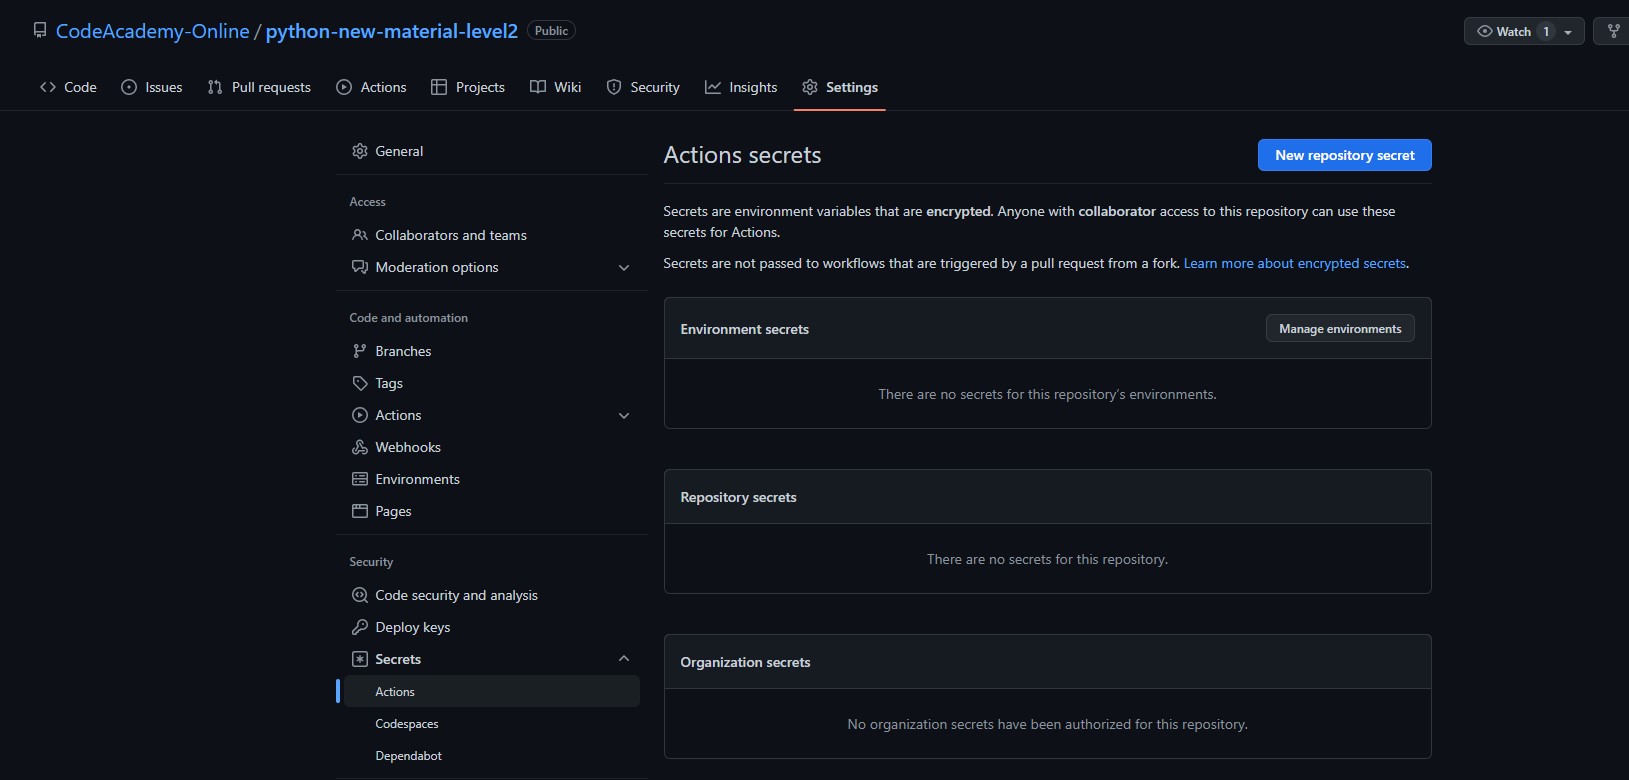 CodeAcademy-Online / python-new-material-level2 Public
Watch 1
Code Issues Pull requests Actions Projects Wiki Security Insights Settings
General
Access
Collaborators and teams
Moderation options
Code and automation
Branches
Tags
Actions
Webhooks
Environments
Pages
Security
Code security and analysis
Deploy keys
Secrets
Actions
Codespaces
Dependabot
Actions secrets
New repository secret
Secrets are environment variables that are encrypted. Anyone with collaborator access to this repository can use these
secrets for Actions.
Secrets are not passed to workflows that are triggered by a pull request from a fork. Learn more about encrypted secrets.
Environment secrets
Manage environments
There are no secrets for this repository's environments.
Repository secrets
There are no secrets for this repository.
Organization secrets
No organization secrets have been authorized for this repository.